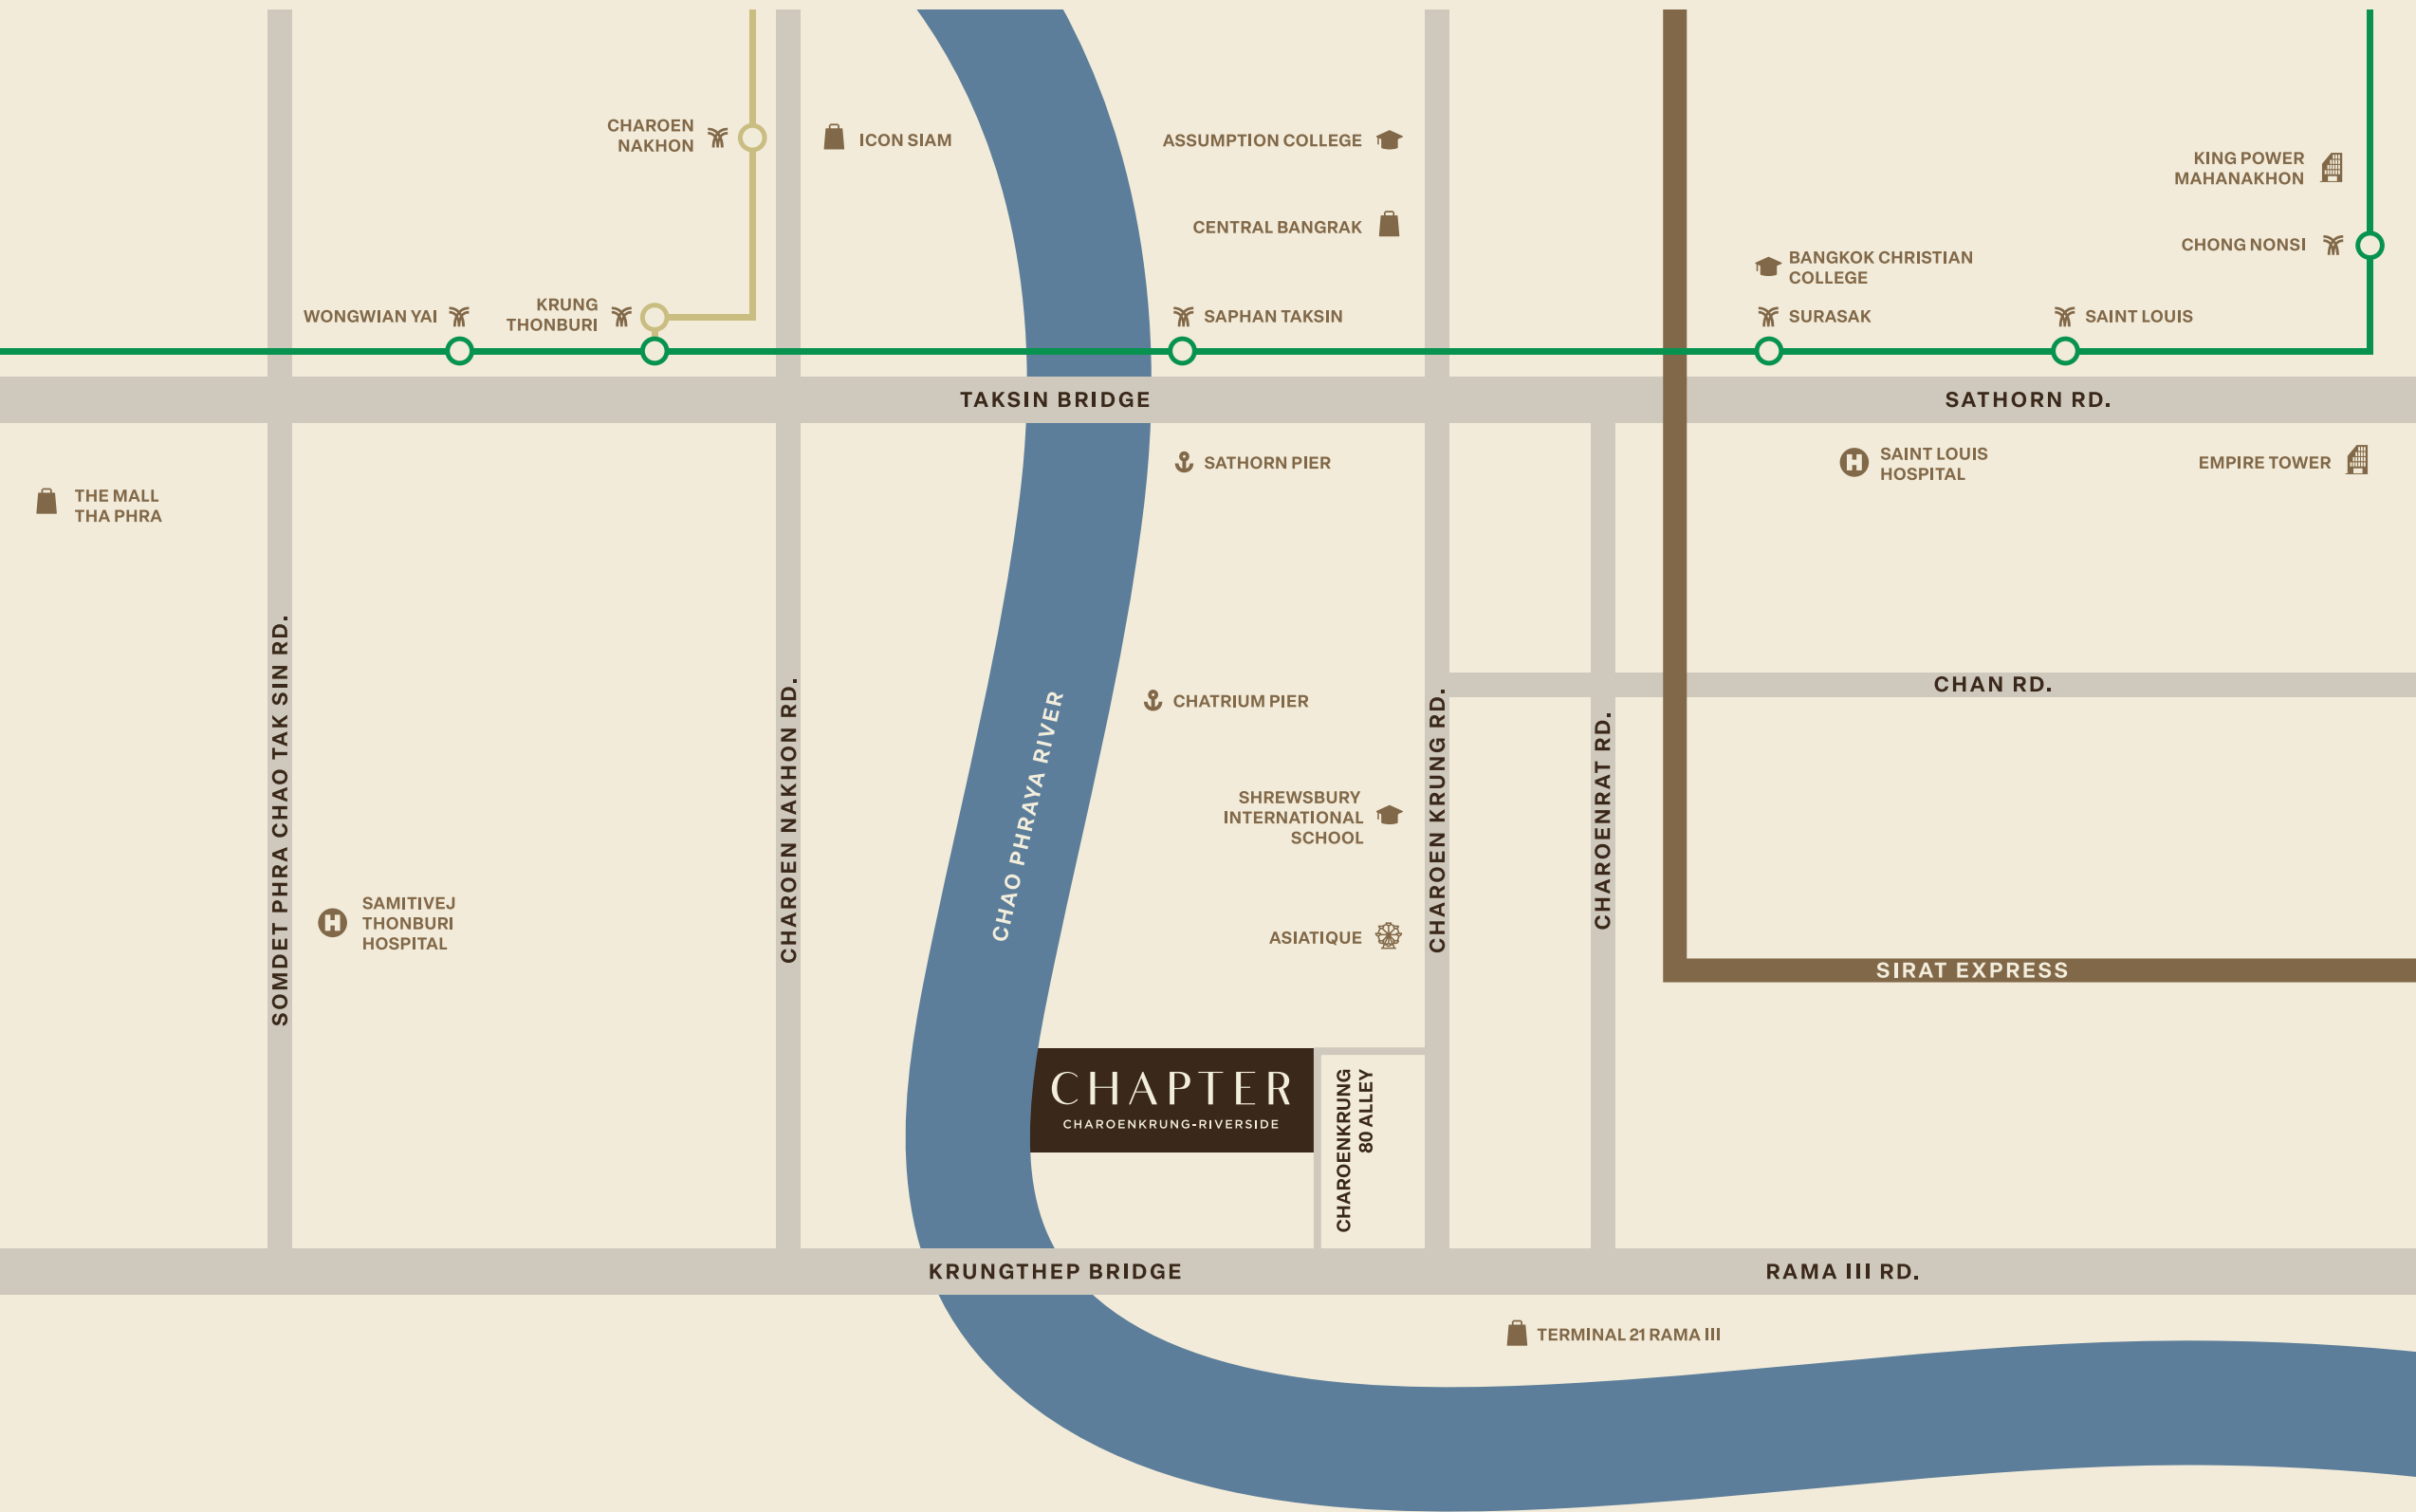 CHAROEN
NAKHON
ICON SIAM
ASSUMPTION COLLEGE
KING POWER
MAHANAKHON
CENTRAL BANGRAK
CHONG NONSI
BANGKOK CHRISTIAN
COLLEGE
WONGWIAN YAI
KRUNG
THONBURI
SAPHAN TAKSIN
SURASAK
SAINT LOUIS
TAKSIN BRIDGE
SATHORN RD.
SATHORN PIER
SAINT LOUIS
HOSPITAL
EMPIRE TOWER
THE MALL
THA PHRA
SOMDET PHRA CHAO TAK SIN RD.
CHAROEN NAKHON RD.
CHAO PHRAYA RIVER
CHATRIUM PIER
CHAROEN KRUNG RD.
CHAROENRAT RD.
CHAN RD.
SHREWSBURY
INTERNATIONAL
SCHOOL
SAMITIVEJ
THONBURI
HOSPITAL
ASIATIQUE
SIRAT EXPRESS
CHAPTER
CHAROENKRUNG-RIVERSIDE
CHAROENKRUNG
80 ALLEY
KRUNGTHEP BRIDGE
RAMA III RD.
TERMINAL 21 RAMA III